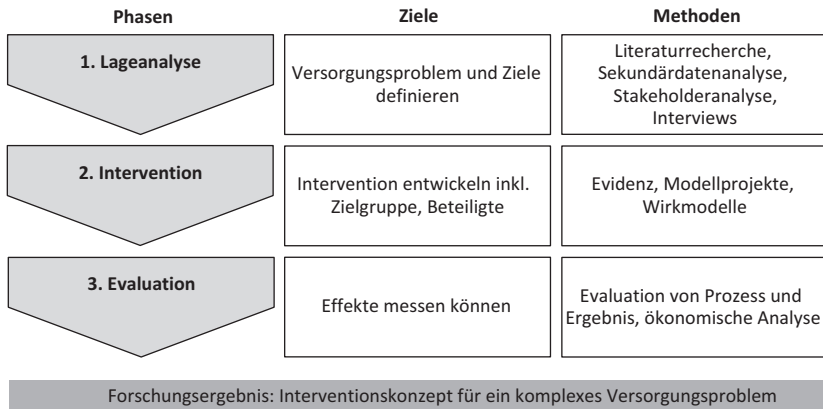 Phasen
Ziele
Methoden
1. Lageanalyse
Versorgungsproblem und Ziele
definieren
Literaturrecherche,
Sekundärdatenanalyse,
Stakeholderanalyse,
Interviews
2. Intervention
Intervention entwickeln inkl.
Zielgruppe, Beteiligte
Evidenz, Modellprojekte,
Wirkmodelle
3. Evaluation
Effekte messen können
Evaluation von Prozess und
Ergebnis, ökonomische Analyse
Forschungsergebnis: Interventionskonzept für ein komplexes Versorgungsproblem